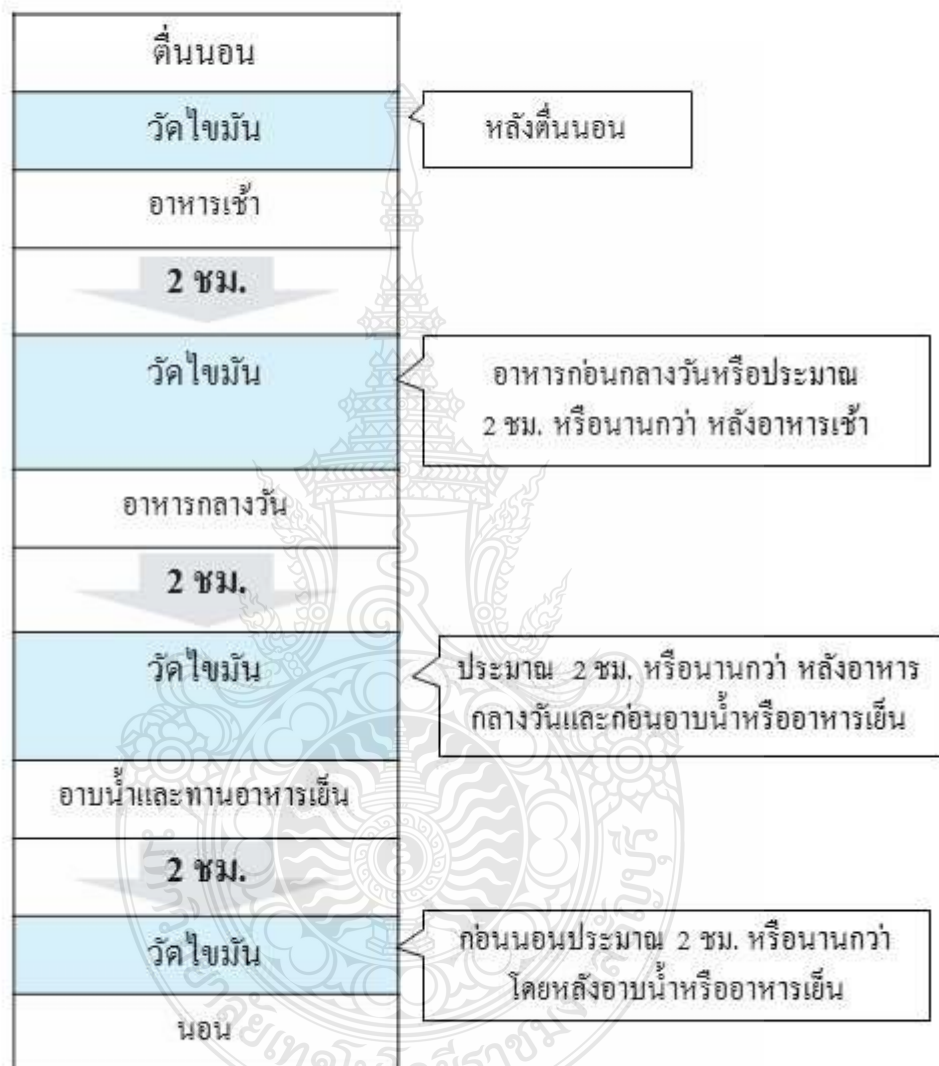 ตื่นนอน
วัดไขมัน
หลังตื่นนอน
อาหารเช้า
2 ชม.
วัดไขมัน
อาหารก่อนกลางวันหรือประมาณ
2 ชม. หรือนานกว่า หลังอาหารเช้า
อาหารกลางวัน
2 ชม.
วัดไขมัน
ประมาณ 2 ชม. หรือนานกว่า หลังอาหาร
กลางวันและก่อนอาบน้ำหรืออาหารเย็น
อาบน้ำและทานอาหารเย็น
2 ชม.
วัดไขมัน
ก่อนนอนประมาณ 2 ชม. หรือนานกว่า
โดยหลังอาบน้ำหรืออาหารเย็น
นอน